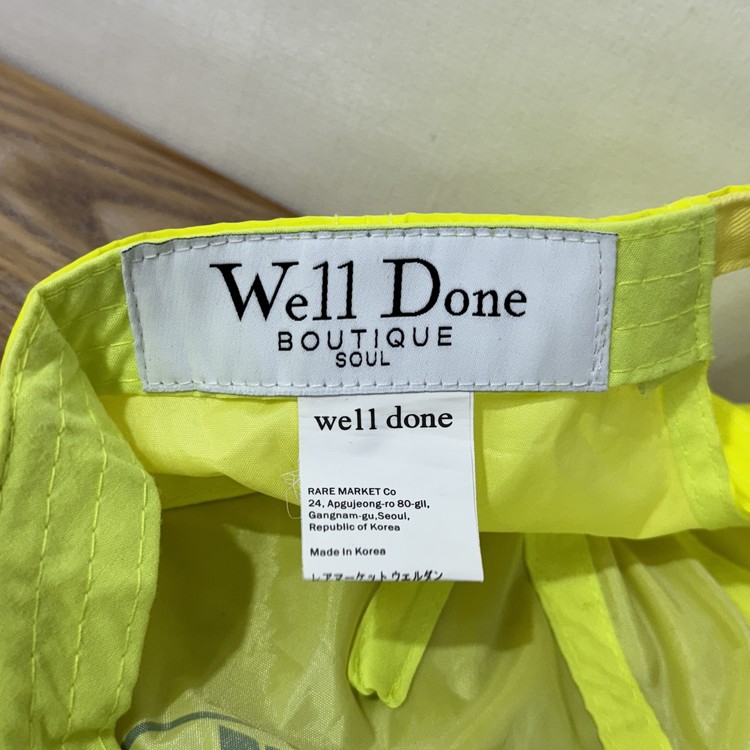 Well Done
BOUTIQUE
SOUL
well done
RARE MARKET Co
24, Apgujeong-ro 80-gil,
Gangnam-gu,Seoul,
Republic of Korea
Made In Korea
レアマーケット ウェルダン